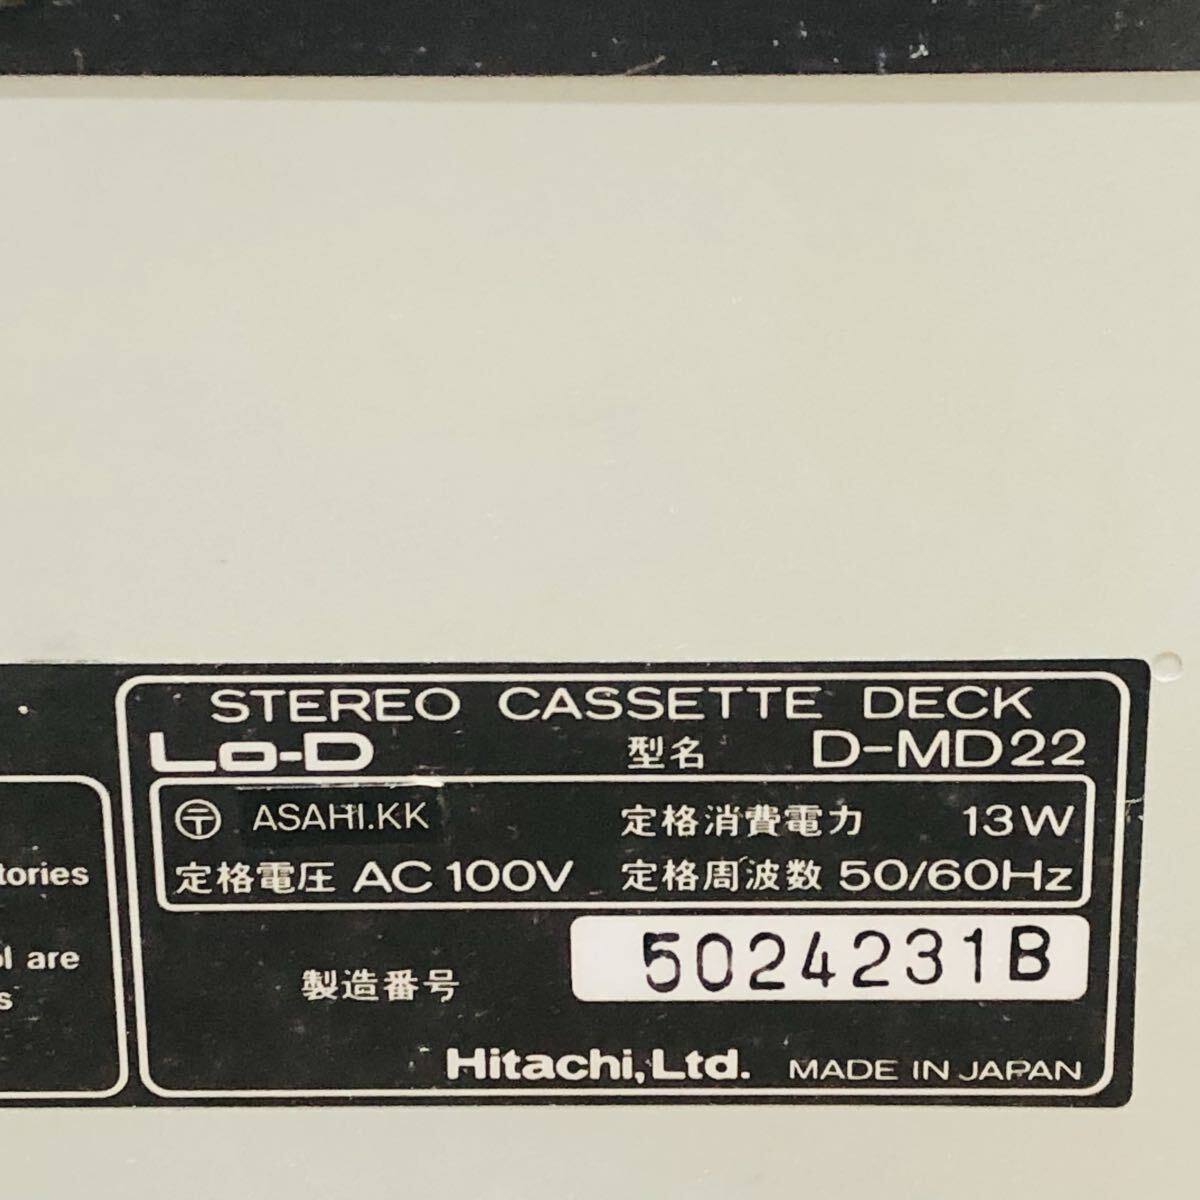 STEREO CASSETTE DECK
Lo-D 型名 D-MD22
〶 ASAHI.KK 定格消費電力 13W
定格電圧 AC 100V 定格周波数 50/60Hz
製造番号 5024231B
Hitachi, Ltd. MADE IN JAPAN
tories
ol are
s